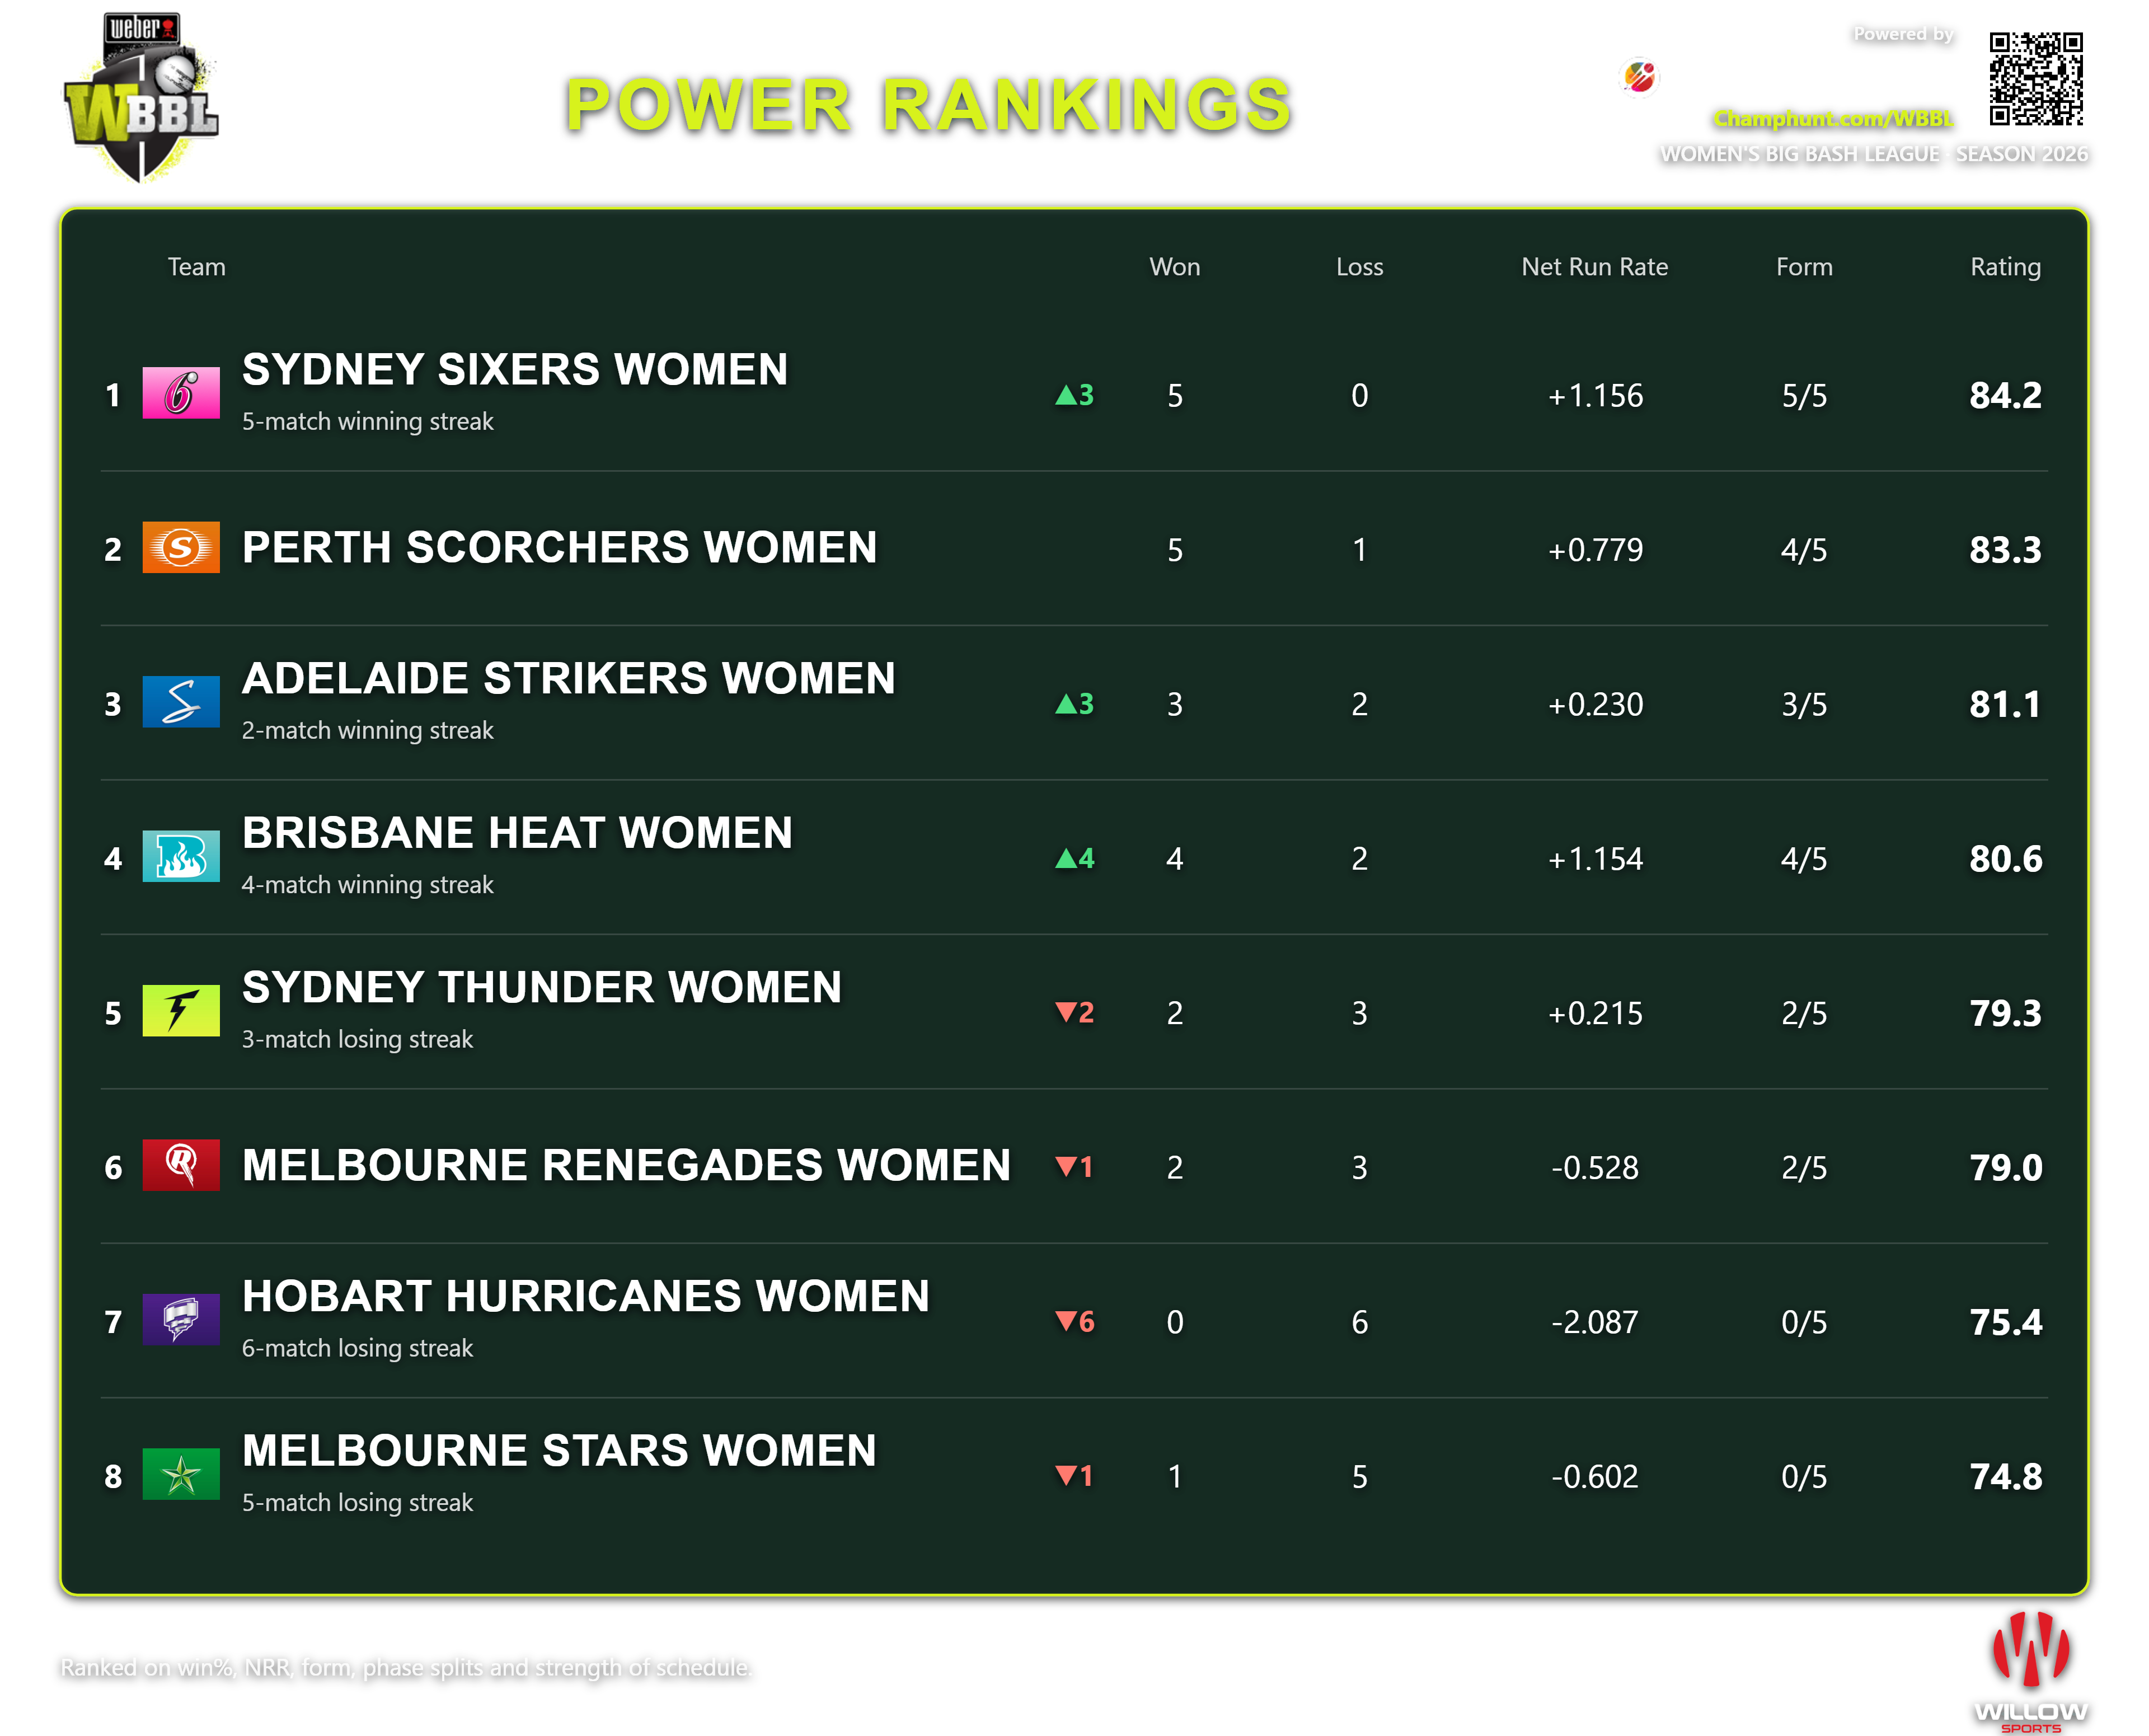 weber
WBBL
POWER RANKINGS
Powered by
Champhunt.com/WBBL
WOMEN'S BIG BASH LEAGUE · SEASON 2026
Team Won Loss Net Run Rate Form Rating
1 SYDNEY SIXERS WOMEN ▲3 5 0 +1.156 5/5 84.2
5-match winning streak
2 PERTH SCORCHERS WOMEN 5 1 +0.779 4/5 83.3
3 ADELAIDE STRIKERS WOMEN ▲3 3 2 +0.230 3/5 81.1
2-match winning streak
4 BRISBANE HEAT WOMEN ▲4 4 2 +1.154 4/5 80.6
4-match winning streak
5 SYDNEY THUNDER WOMEN ▼2 2 3 +0.215 2/5 79.3
3-match losing streak
6 MELBOURNE RENEGADES WOMEN ▼1 2 3 -0.528 2/5 79.0
7 HOBART HURRICANES WOMEN ▼6 0 6 -2.087 0/5 75.4
6-match losing streak
8 MELBOURNE STARS WOMEN ▼1 1 5 -0.602 0/5 74.8
5-match losing streak
Ranked on win%, NRR, form, phase splits and strength of schedule.
WILLOW
SPORTS